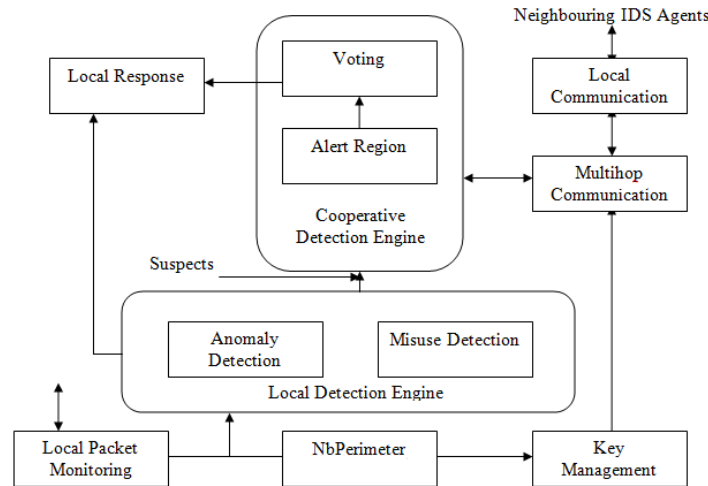 Neighbouring IDS Agents
Voting
Local Response
Local
Communication
Alert Region
Multihop
Communication
Cooperative
Detection Engine
Suspects
Anomaly
Detection
Misuse Detection
Local Detection Engine
Local Packet
Monitoring
NbPerimeter
Key
Management